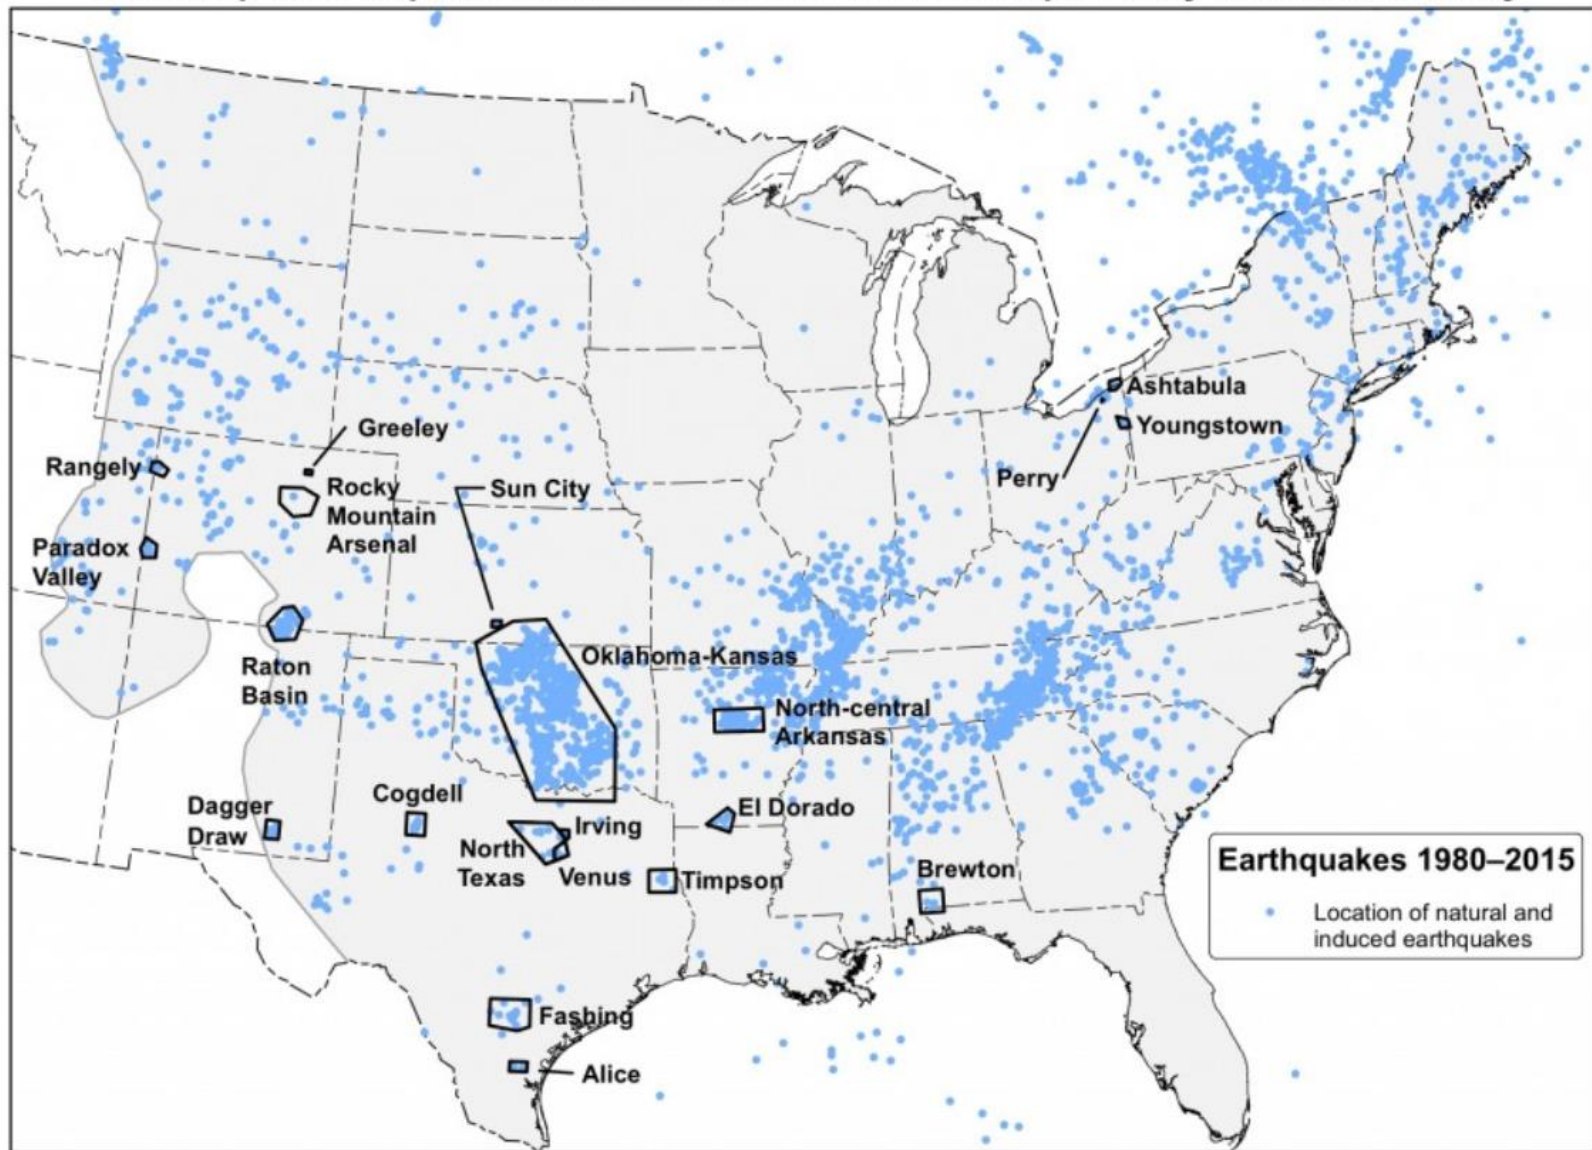 Ashtabula
Youngstown
Perry
Greeley
Rangely
Rocky
Mountain
Arsenal
Sun City
Paradox
Valley
Raton
Basin
Oklahoma-Kansas
North-central
Arkansas
Dagger
Draw
Cogdell
El Dorado
Irving
North
Texas
Venus
Timpson
Brewton
Fashing
Alice
Earthquakes 1980–2015
Location of natural and
induced earthquakes